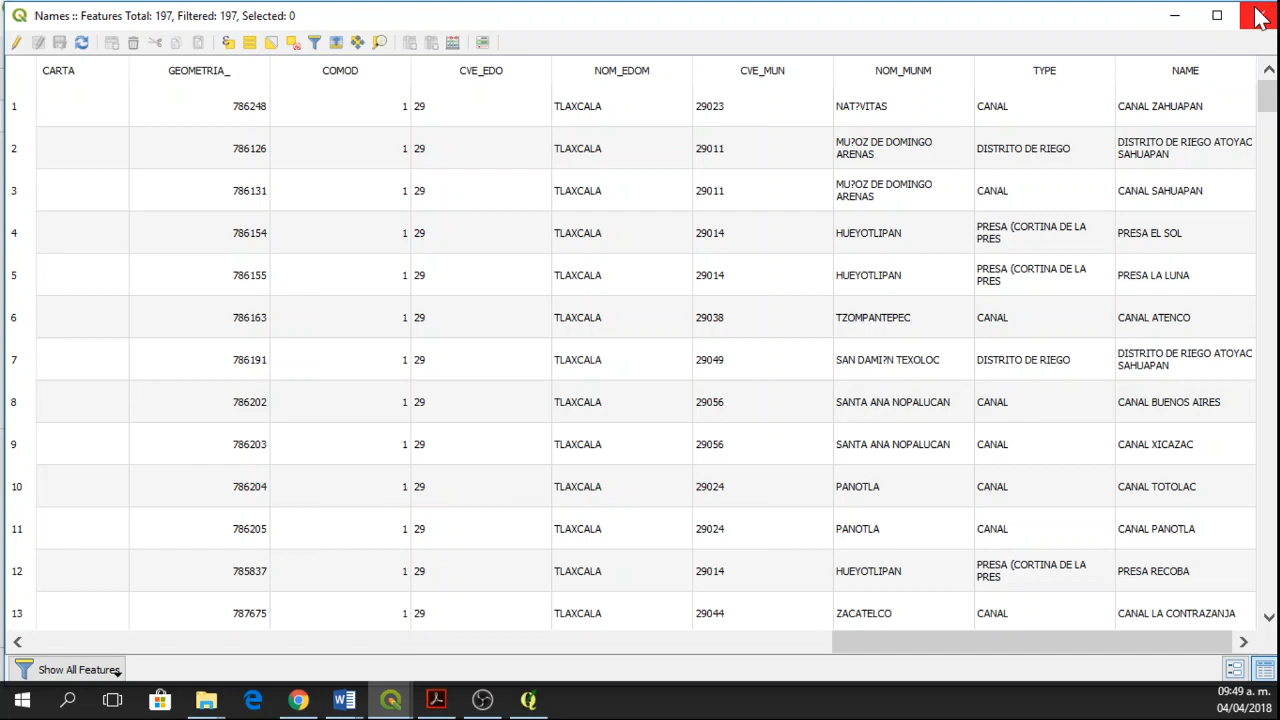 Names :: Features Total: 197, Filtered: 197, Selected: 0
CARTA GEOMETRIA_ COMOD CVE_EDO NOM_EDOM CVE_MUN NOM_MUNM TYPE NAME
1 786248 1 29 TLAXCALA 29023 NAT?VITAS CANAL CANAL ZAHUAPAN
2 786126 1 29 TLAXCALA 29011 MU?OZ DE DOMINGO ARENAS DISTRITO DE RIEGO DISTRITO DE RIEGO ATOYAC SAHUAPAN
3 786131 1 29 TLAXCALA 29011 MU?OZ DE DOMINGO ARENAS CANAL CANAL SAHUAPAN
4 786154 1 29 TLAXCALA 29014 HUEYOTLIPAN PRESA (CORTINA DE LA PRES PRESA EL SOL
5 786155 1 29 TLAXCALA 29014 HUEYOTLIPAN PRESA (CORTINA DE LA PRES PRESA LA LUNA
6 786163 1 29 TLAXCALA 29038 TZOMPANTEPEC CANAL CANAL ATENCO
7 786191 1 29 TLAXCALA 29049 SAN DAMI?N TEXOLOC DISTRITO DE RIEGO DISTRITO DE RIEGO ATOYAC SAHUAPAN
8 786202 1 29 TLAXCALA 29056 SANTA ANA NOPALUCAN CANAL CANAL BUENOS AIRES
9 786203 1 29 TLAXCALA 29056 SANTA ANA NOPALUCAN CANAL CANAL XICAZAC
10 786204 1 29 TLAXCALA 29024 PANOTLA CANAL CANAL TOTOLAC
11 786205 1 29 TLAXCALA 29024 PANOTLA CANAL CANAL PANOTLA
12 785837 1 29 TLAXCALA 29014 HUEYOTLIPAN PRESA (CORTINA DE LA PRES PRESA RECOBA
13 787675 1 29 TLAXCALA 29044 ZACATELCO CANAL CANAL LA CONTRAZANJA
Show All Features
09:49 a. m.
04/04/2018